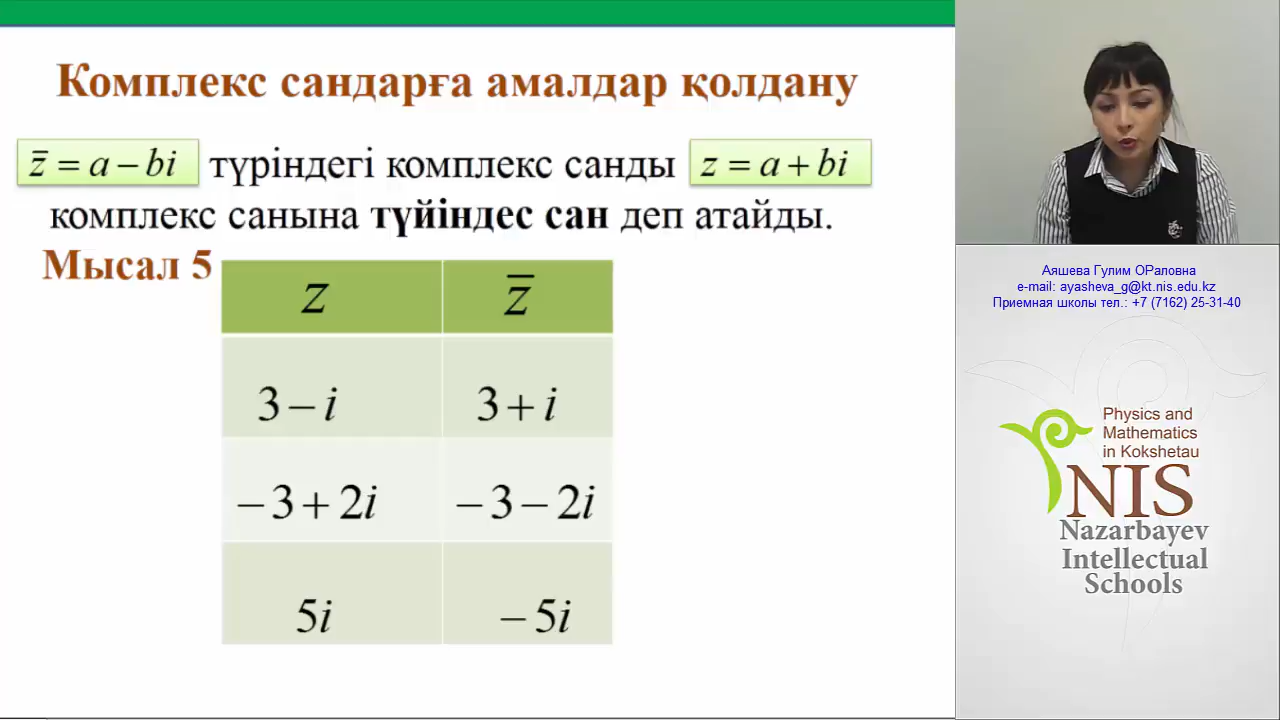 Комплекс сандарға амалдар қолдану
z̅ = a − bi түріндегі комплекс санды z = a + bi
комплекс санына түйіндес сан деп атайды.
Мысал 5
z z̅
3 − i 3 + i
− 3 + 2i − 3 − 2i
5i − 5i
Аяшева Гулим ОРаловна
e-mail: ayasheva_g@kt.nis.edu.kz
Приемная школы тел.: +7 (7162) 25-31-40
Physics and
Mathematics
in Kokshetau
NIS
Nazarbayev
Intellectual
Schools